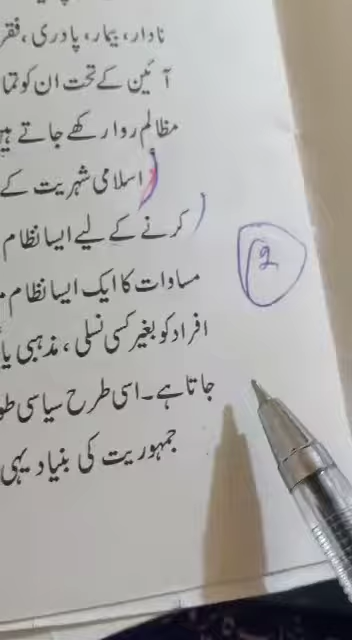 نادار، بیمار، پادری، فقر
آئین کے تحت ان کو تما
مظالم روا رکھے جاتے ہیں
اسلامی شہریت کے
کرنے کے لیے ایسا نظام
2
مساوات کا ایک ایسا نظام
افراد کو بغیر کسی نسلی، مذہبی یا
جاتا ہے۔ اسی طرح سیاسی طو
جمہوریت کی بنیاد یہی